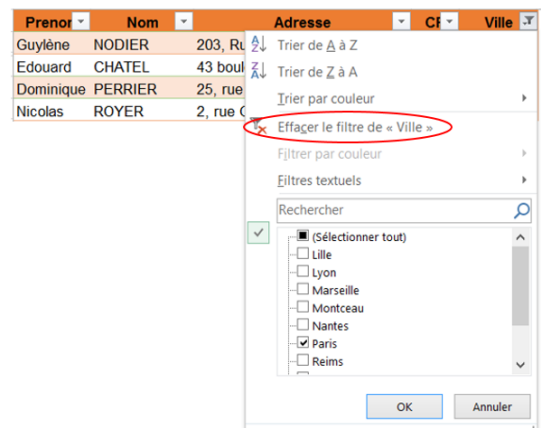 Prenor Nom Adresse CF Ville
Guylène NODIER 203, Ru
Edouard CHATEL 43 boul
Dominique PERRIER 25, rue
Nicolas ROYER 2, rue
Trier de A à Z
Trier de Z à A
Trier par couleur
Effacer le filtre de « Ville »
Filtrer par couleur
Filtres textuels
Rechercher
(Sélectionner tout)
Lille
Lyon
Marseille
Montceau
Nantes
Paris
Reims
OK Annuler